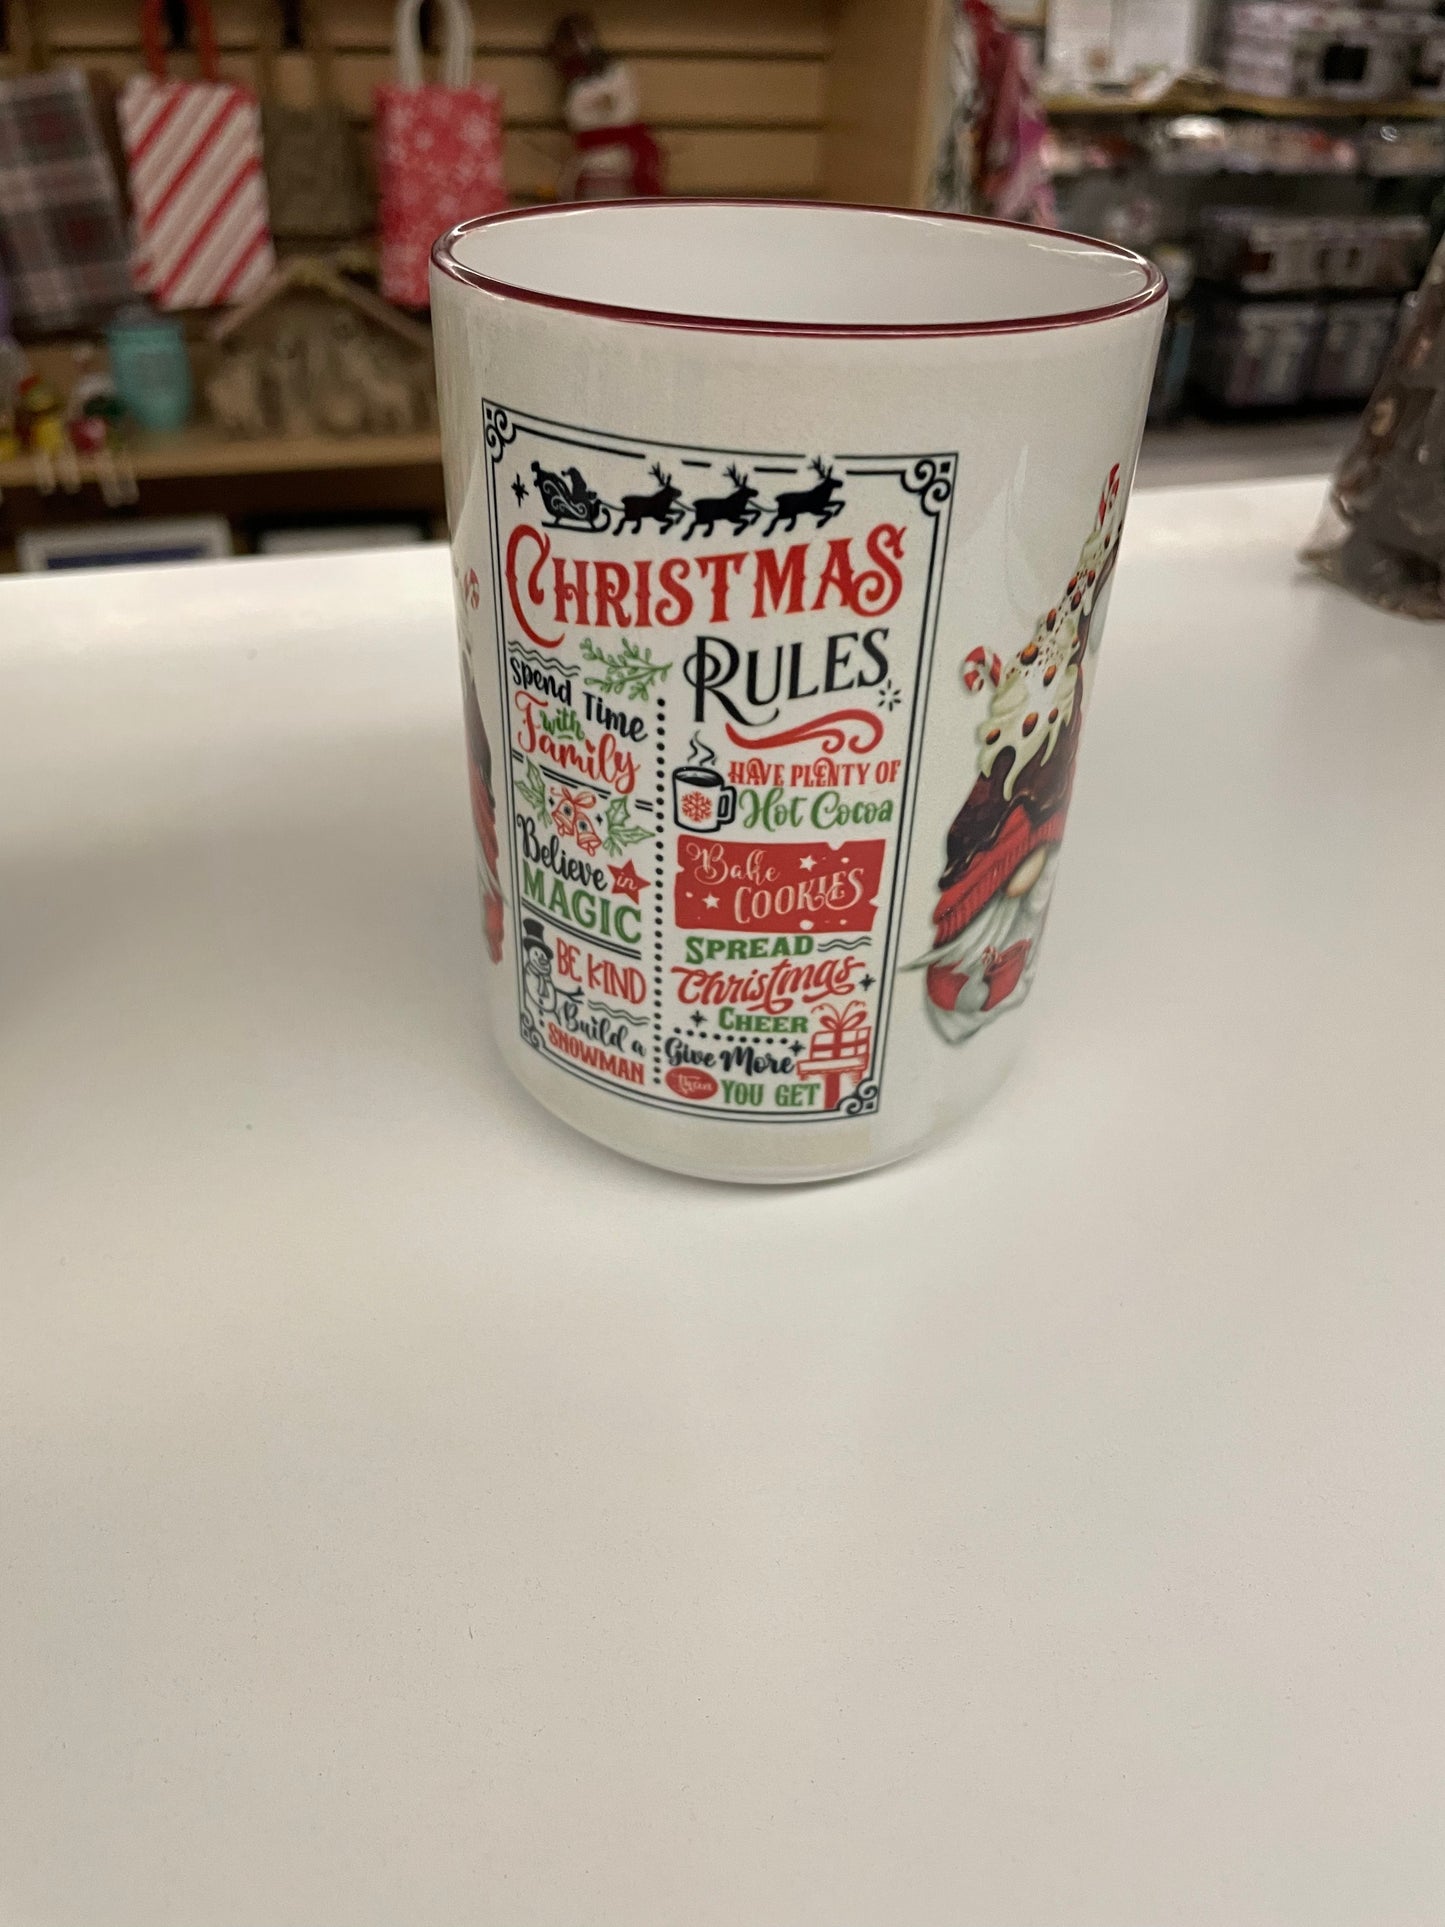 CHRISTMAS
RULES
Spend Time
with
Family
Believe in
MAGIC
BE KIND
Build a
SNOWMAN
HAVE PLENTY OF
Hot Cocoa
Bake
COOKIES
SPREAD
Christmas
CHEER
Give More
than YOU GET